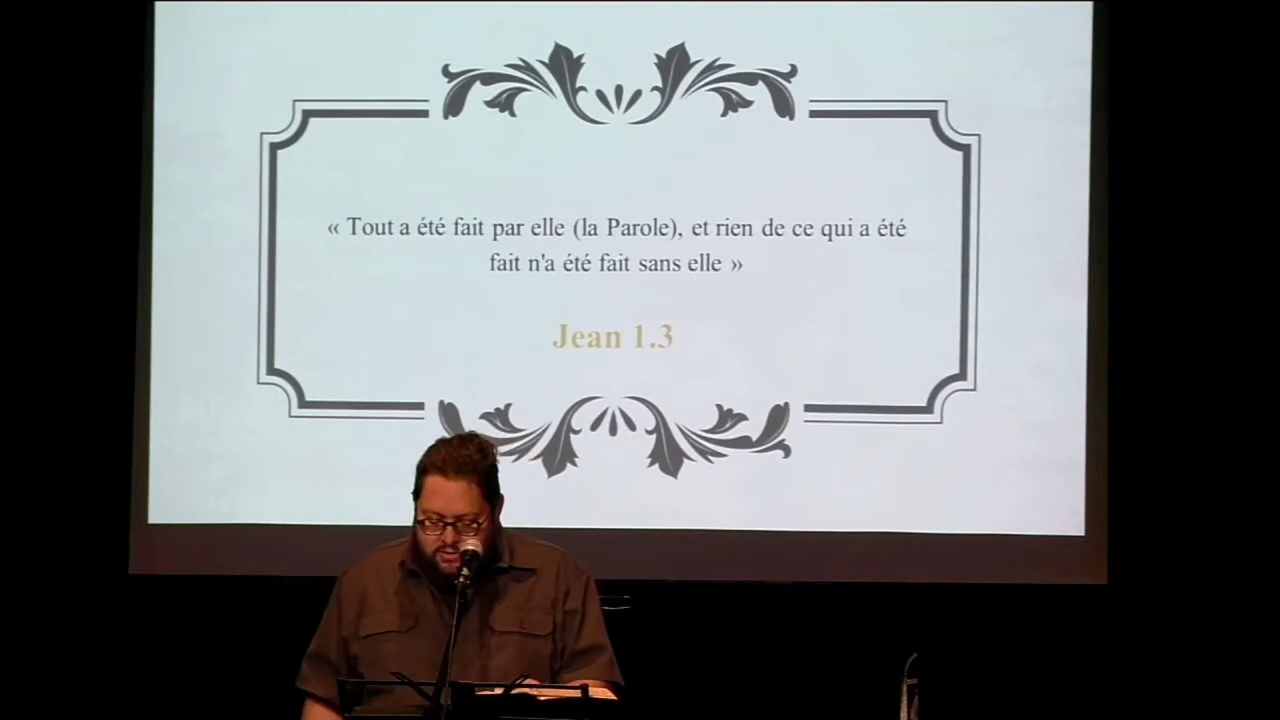 « Tout a été fait par elle (la Parole), et rien de ce qui a été
fait n'a été fait sans elle »
Jean 1.3